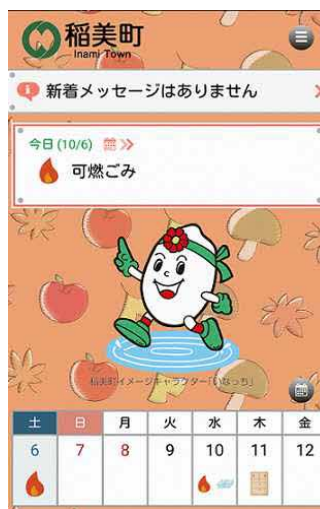 稲美町
Inami Town
新着メッセージはありません
今日(10/6)
可燃ごみ
稲美町イメージキャラクター「いなっち」
土 日 月 火 水 木 金
6 7 8 9 10 11 12